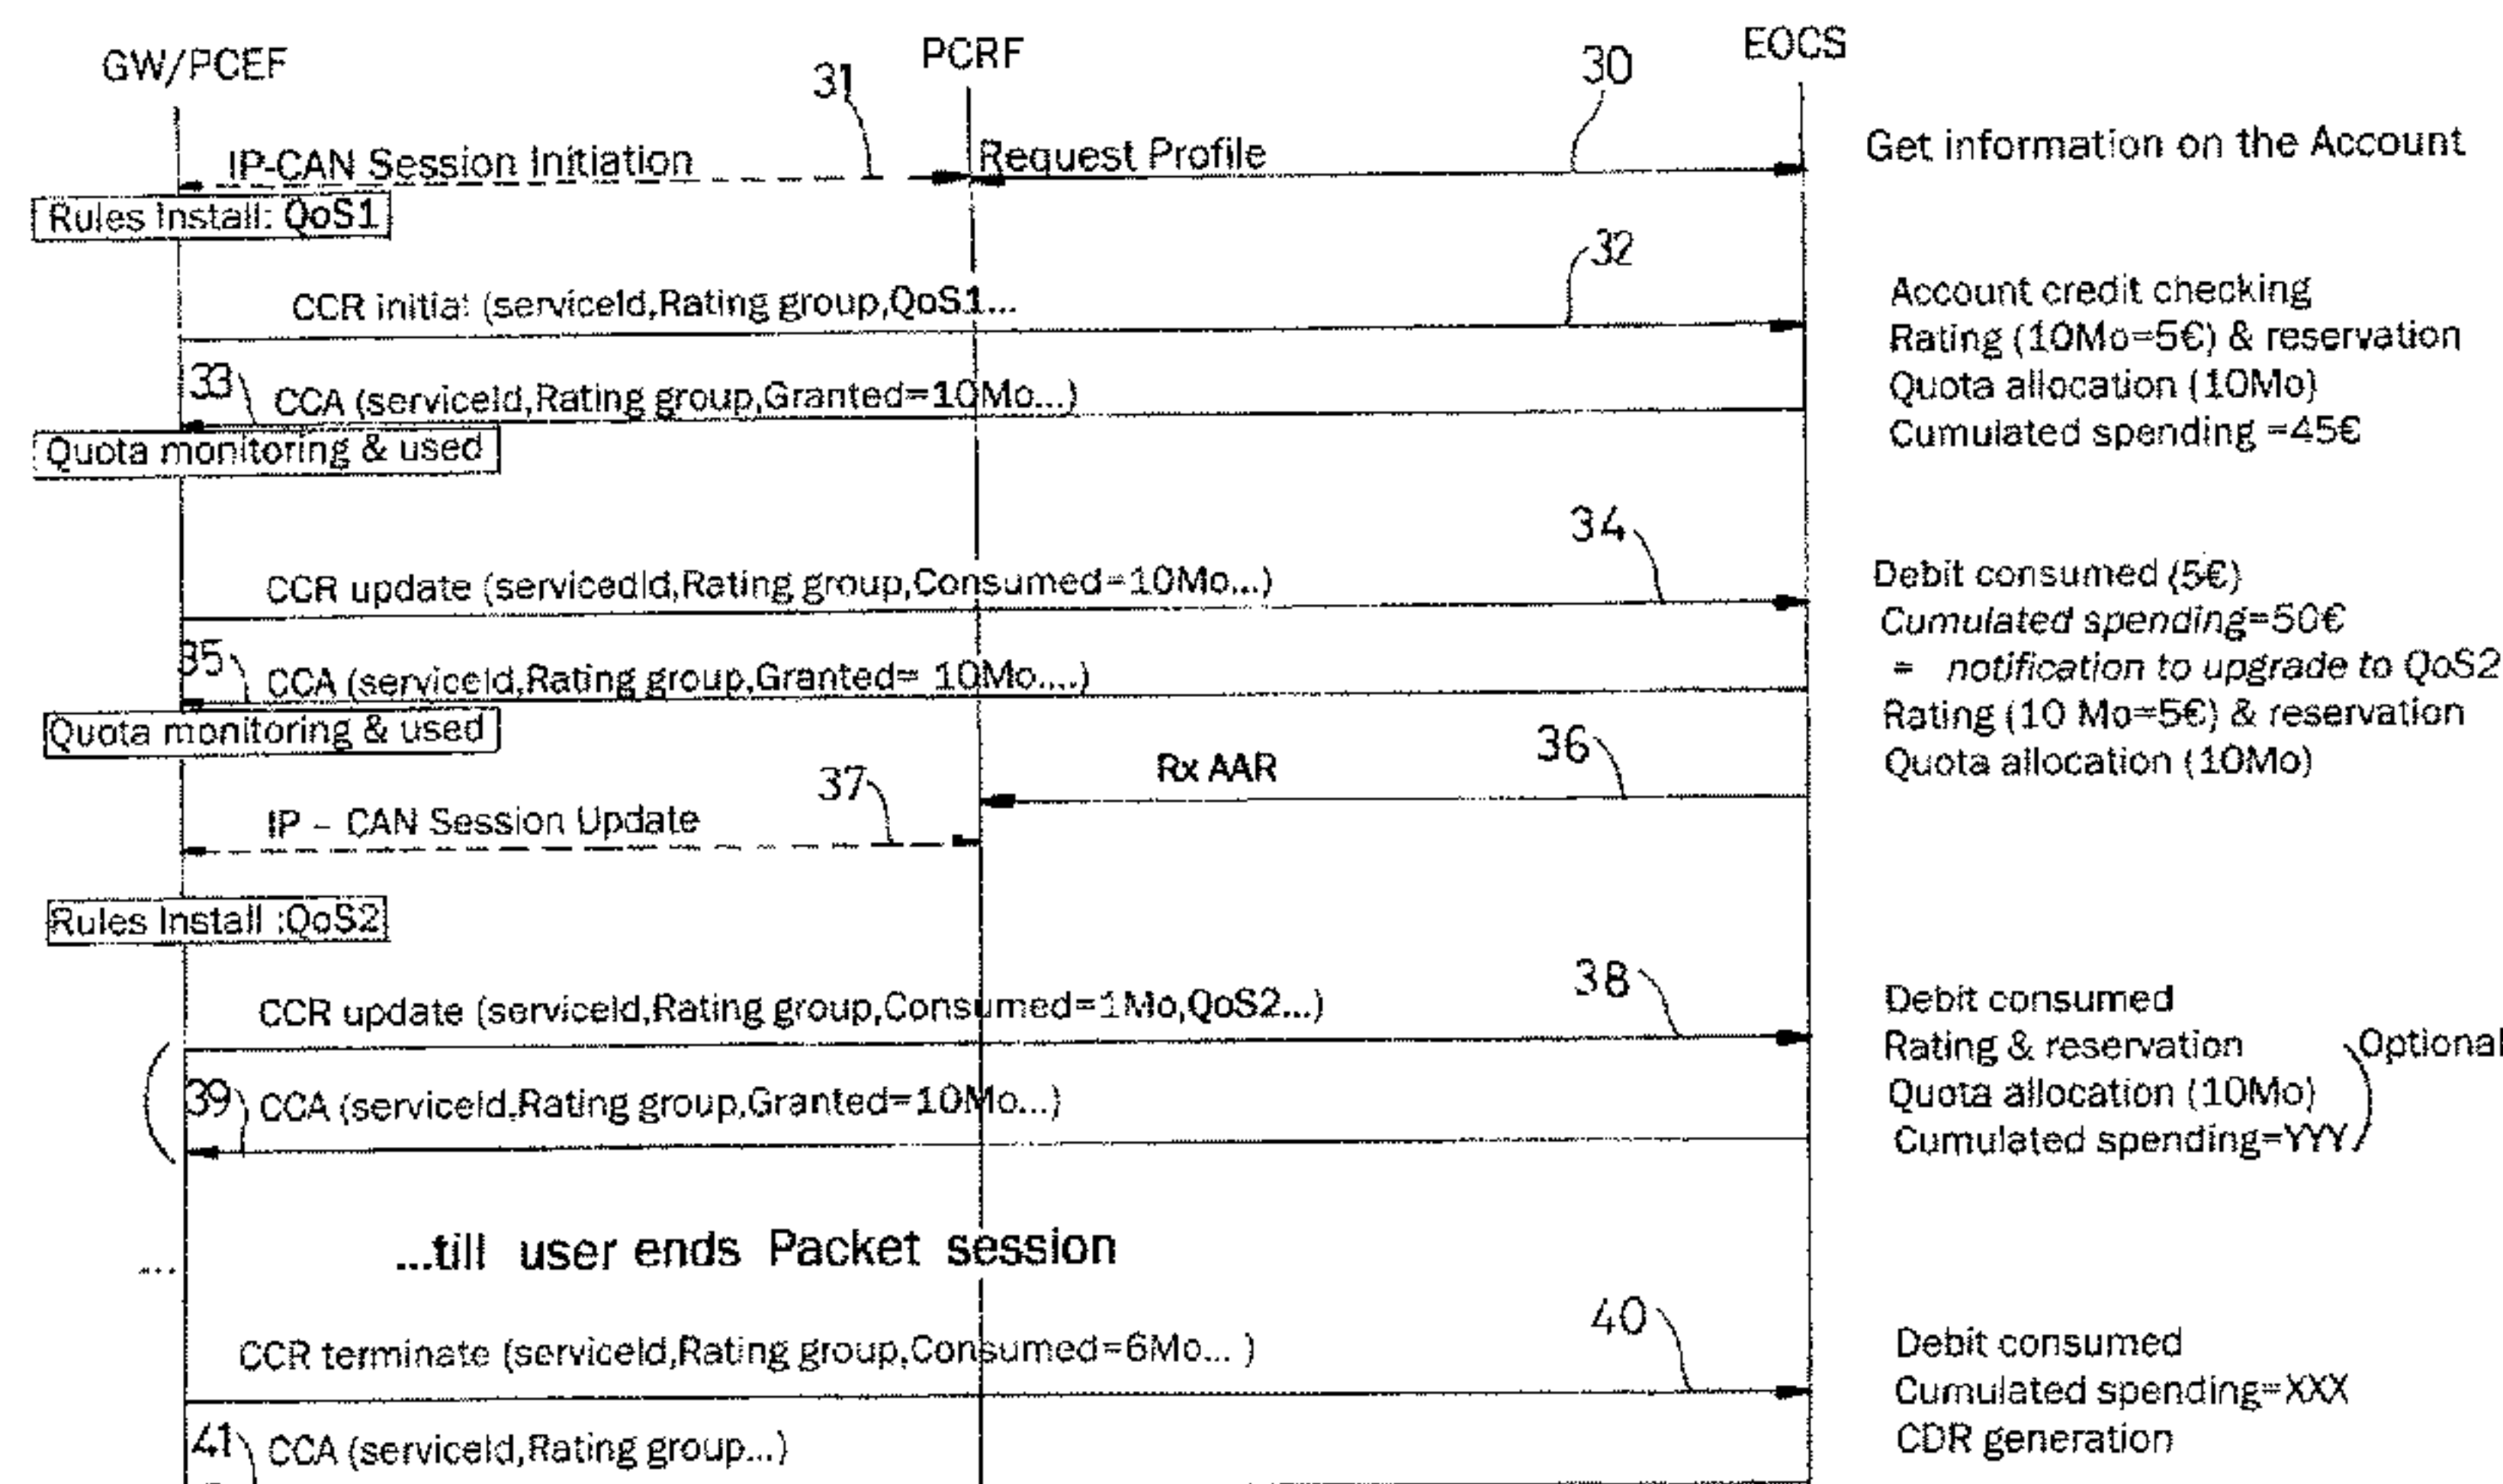 GW/PCEF
PCRF
EOCS
31
30
IP-CAN Session Initiation
Request Profile
Get information on the Account
Rules Install: QoS1
32
CCR initial (serviceId,Rating group,QoS1...
Account credit checking
Rating (10Mo=5€) & reservation
Quota allocation (10Mo)
Cumulated spending =45€
33
CCA (serviceId,Rating group,Granted=10Mo...)
Quota monitoring & used
34
CCR update (servicedId,Rating group,Consumed=10Mo...)
Debit consumed (5€)
Cumulated spending=50€
= notification to upgrade to QoS2
Rating (10 Mo=5€) & reservation
Quota allocation (10Mo)
35
CCA (serviceId,Rating group,Granted= 10Mo....)
Quota monitoring & used
36
Rx AAR
37
IP – CAN Session Update
Rules Install :QoS2
38
CCR update (serviceId,Rating group,Consumed=1Mo,QoS2...)
Debit consumed
Rating & reservation
Quota allocation (10Mo)
Cumulated spending=YYY
Optional
39
CCA (serviceId,Rating group,Granted=10Mo...)
...till user ends Packet session
...
40
CCR terminate (serviceId,Rating group,Consumed=6Mo... )
Debit consumed
Cumulated spending=XXX
CDR generation
41
CCA (serviceId,Rating group...)